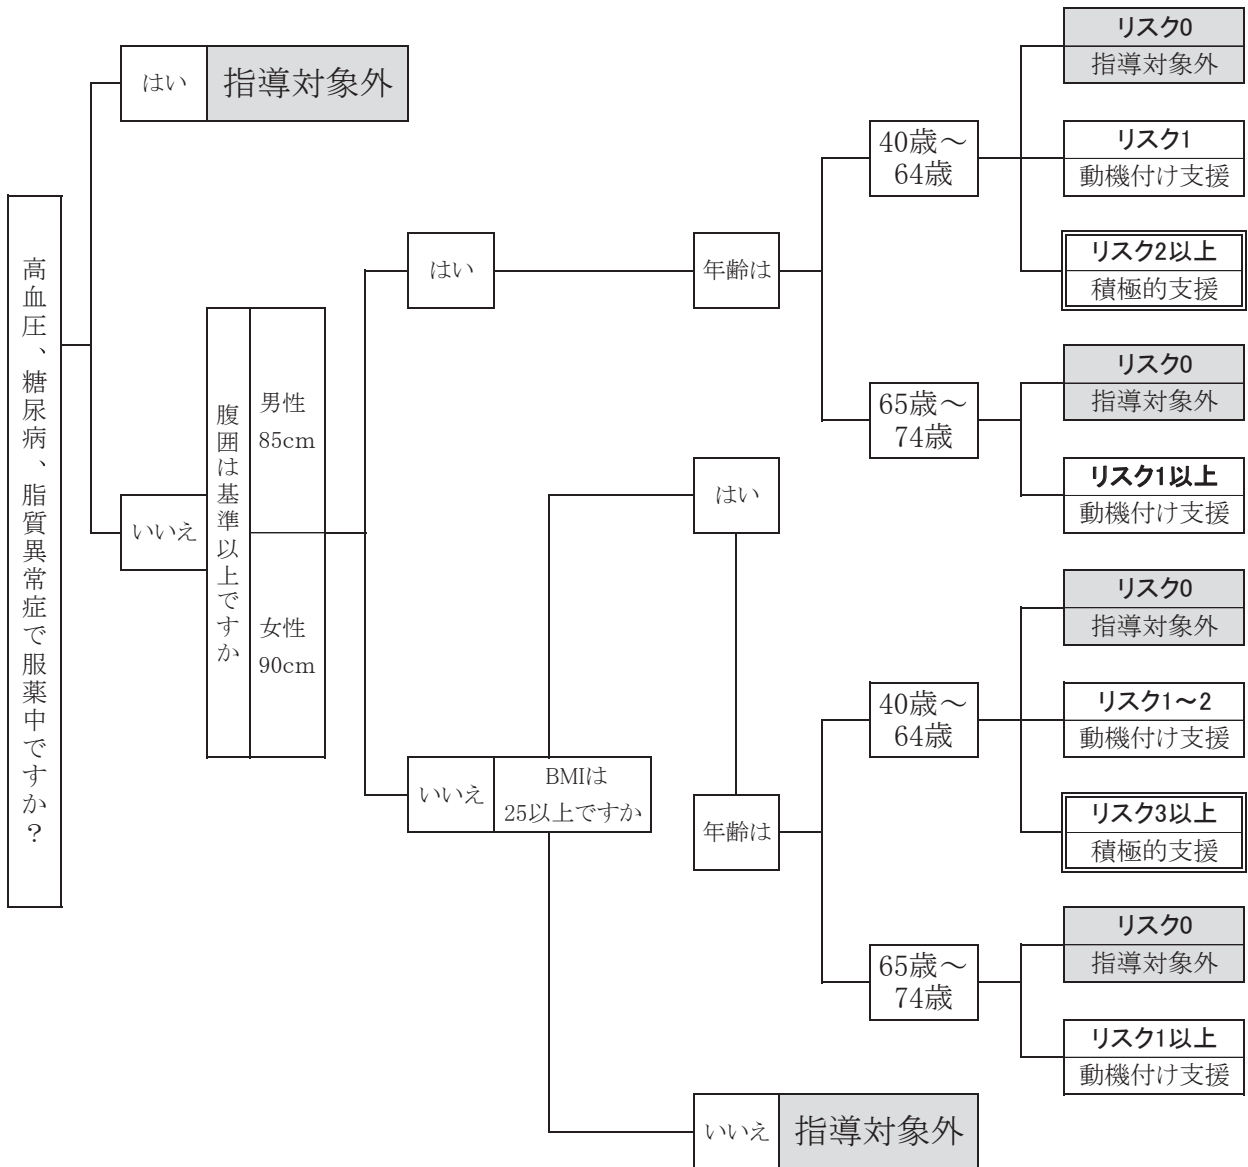 高血圧、糖尿病、脂質異常症で服薬中ですか？
はい
指導対象外
いいえ
腹囲は基準以上ですか
男性
85cm
女性
90cm
はい
年齢は
40歳～
64歳
リスク0
指導対象外
リスク1
動機付け支援
リスク2以上
積極的支援
65歳～
74歳
リスク0
指導対象外
リスク1以上
動機付け支援
いいえ
BMIは
25以上ですか
はい
年齢は
40歳～
64歳
リスク0
指導対象外
リスク1～2
動機付け支援
リスク3以上
積極的支援
65歳～
74歳
リスク0
指導対象外
リスク1以上
動機付け支援
いいえ
指導対象外